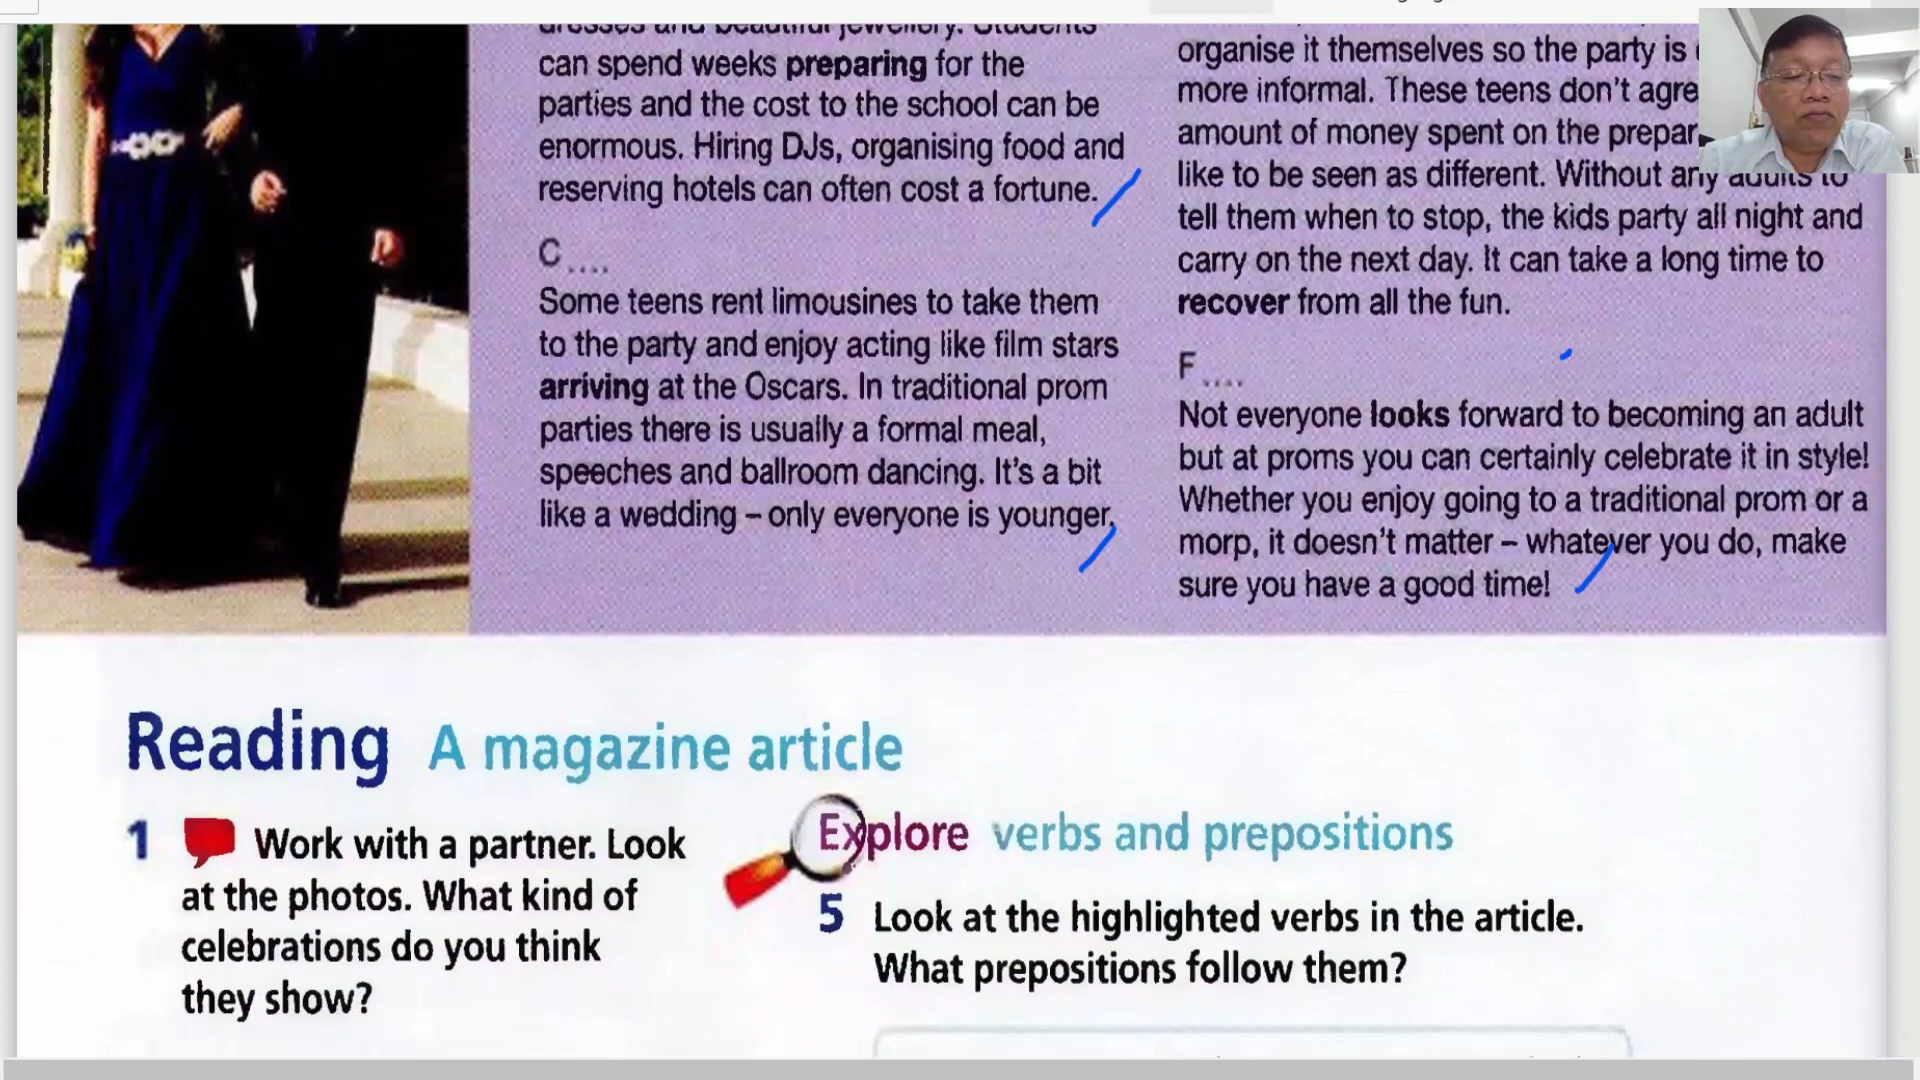 dresses and beautiful jewellery. Students
can spend weeks preparing for the
parties and the cost to the school can be
enormous. Hiring DJs, organising food and
reserving hotels can often cost a fortune.
C ....
Some teens rent limousines to take them
to the party and enjoy acting like film stars
arriving at the Oscars. In traditional prom
parties there is usually a formal meal,
speeches and ballroom dancing. It's a bit
like a wedding – only everyone is younger.
organise it themselves so the party is
more informal. These teens don't agre
amount of money spent on the prepar
like to be seen as different. Without any adults to
tell them when to stop, the kids party all night and
carry on the next day. It can take a long time to
recover from all the fun.
F ....
Not everyone looks forward to becoming an adult
but at proms you can certainly celebrate it in style!
Whether you enjoy going to a traditional prom or a
morp, it doesn't matter – whatever you do, make
sure you have a good time!
Reading A magazine article
1 Work with a partner. Look
at the photos. What kind of
celebrations do you think
they show?
Explore verbs and prepositions
5 Look at the highlighted verbs in the article.
What prepositions follow them?